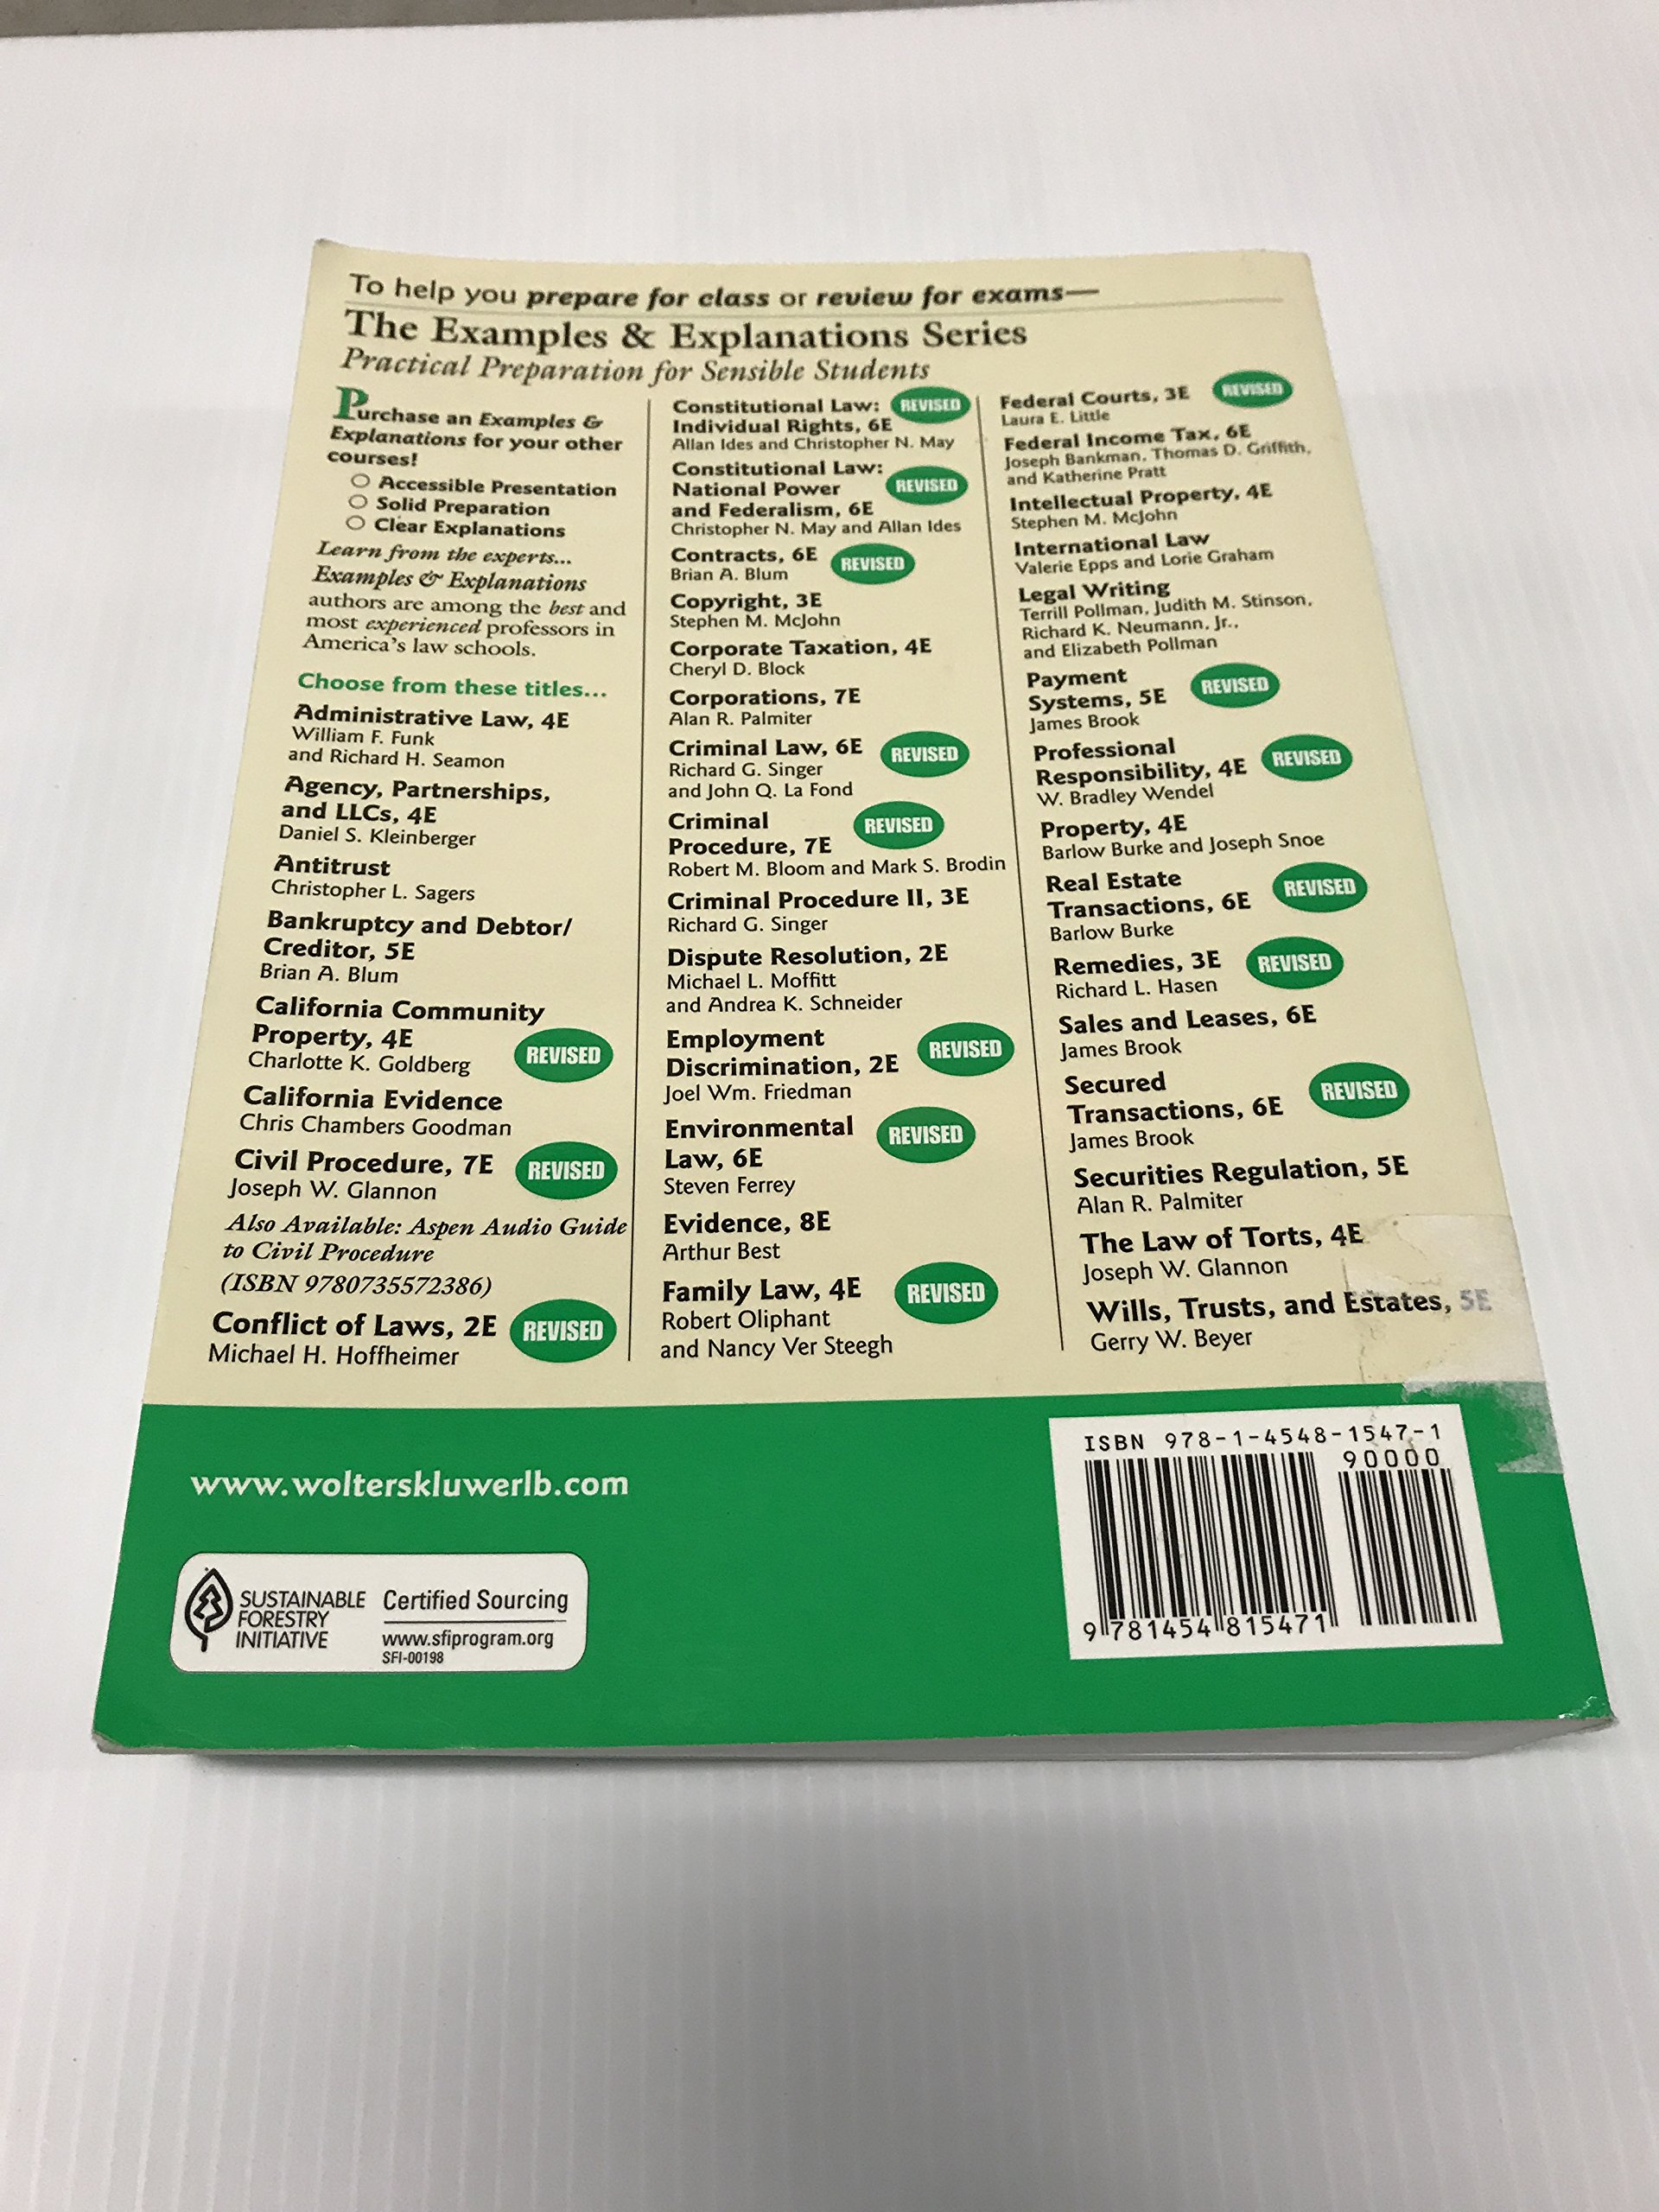 To help you prepare for class or review for exams—
The Examples & Explanations Series
Practical Preparation for Sensible Students
Purchase an Examples &
Explanations for your other
courses!
Accessible Presentation
Solid Preparation
Clear Explanations
Learn from the experts...
Examples & Explanations
authors are among the best and
most experienced professors in
America's law schools.
Choose from these titles...
Administrative Law, 4E
William F. Funk
and Richard H. Seamon
Agency, Partnerships,
and LLCs, 4E
Daniel S. Kleinberger
Antitrust
Christopher L. Sagers
Bankruptcy and Debtor/
Creditor, 5E
Brian A. Blum
California Community
Property, 4E
REVISED
Charlotte K. Goldberg
California Evidence
Chris Chambers Goodman
Civil Procedure, 7E
REVISED
Joseph W. Glannon
Also Available: Aspen Audio Guide
to Civil Procedure
(ISBN 9780735572386)
Conflict of Laws, 2E
REVISED
Michael H. Hoffheimer
Constitutional Law:
REVISED
Individual Rights, 6E
Allan Ides and Christopher N. May
Constitutional Law:
National Power
REVISED
and Federalism, 6E
Christopher N. May and Allan Ides
Contracts, 6E
REVISED
Brian A. Blum
Copyright, 3E
Stephen M. McJohn
Corporate Taxation, 4E
Cheryl D. Block
Corporations, 7E
Alan R. Palmiter
Criminal Law, 6E
REVISED
Richard G. Singer
and John Q. La Fond
Criminal
REVISED
Procedure, 7E
Robert M. Bloom and Mark S. Brodin
Criminal Procedure II, 3E
Richard G. Singer
Dispute Resolution, 2E
Michael L. Moffitt
and Andrea K. Schneider
Employment
REVISED
Discrimination, 2E
Joel Wm. Friedman
Environmental
REVISED
Law, 6E
Steven Ferrey
Evidence, 8E
Arthur Best
Family Law, 4E
REVISED
Robert Oliphant
and Nancy Ver Steegh
Federal Courts, 3E
REVISED
Laura E. Little
Federal Income Tax, 6E
Joseph Bankman, Thomas D. Griffith,
and Katherine Pratt
Intellectual Property, 4E
Stephen M. McJohn
International Law
Valerie Epps and Lorie Graham
Legal Writing
Terrill Pollman, Judith M. Stinson,
Richard K. Neumann, Jr.,
and Elizabeth Pollman
Payment
REVISED
Systems, 5E
James Brook
Professional
REVISED
Responsibility, 4E
W. Bradley Wendel
Property, 4E
Barlow Burke and Joseph Snoe
Real Estate
REVISED
Transactions, 6E
Barlow Burke
Remedies, 3E
REVISED
Richard L. Hasen
Sales and Leases, 6E
James Brook
Secured
REVISED
Transactions, 6E
James Brook
Securities Regulation, 5E
Alan R. Palmiter
The Law of Torts, 4E
Joseph W. Glannon
Wills, Trusts, and Estates, 5E
Gerry W. Beyer
www.wolterskluwerlb.com
SUSTAINABLE
FORESTRY
INITIATIVE
Certified Sourcing
www.sfiprogram.org
SFI-00198
ISBN 978-1-4548-1547-1
90000
9 781454 815471